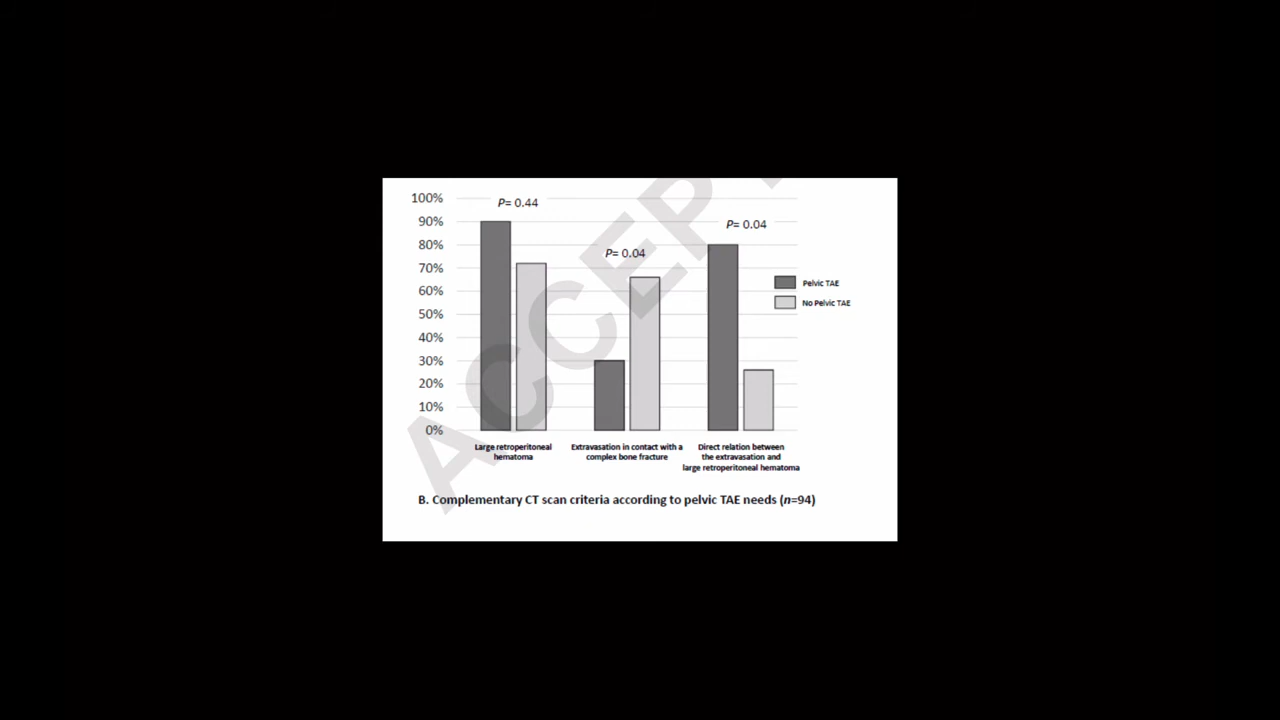 100%
90%
80%
70%
60%
50%
40%
30%
20%
10%
0%
P= 0.44
P= 0.04
P= 0.04
Pelvic TAE
No Pelvic TAE
Large retroperitoneal
hematoma
Extravasation in contact with a
complex bone fracture
Direct relation between
the extravasation and
large retroperitoneal hematoma
B. Complementary CT scan criteria according to pelvic TAE needs (n=94)
ACCEP